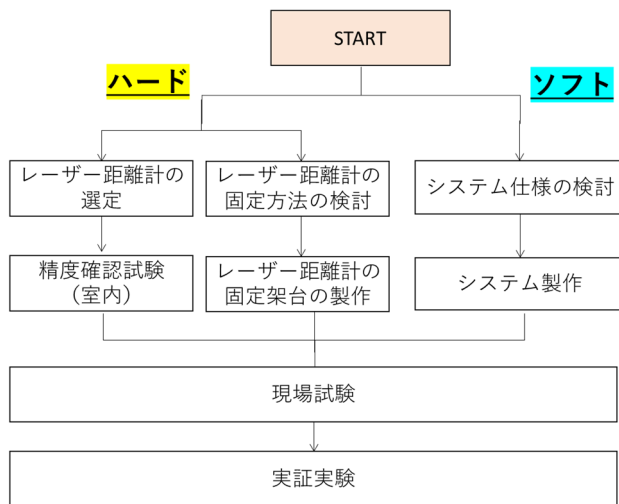 START
ハード
ソフト
レーザー距離計の
選定
レーザー距離計の
固定方法の検討
システム仕様の検討
精度確認試験
（室内）
レーザー距離計の
固定架台の製作
システム製作
現場試験
実証実験